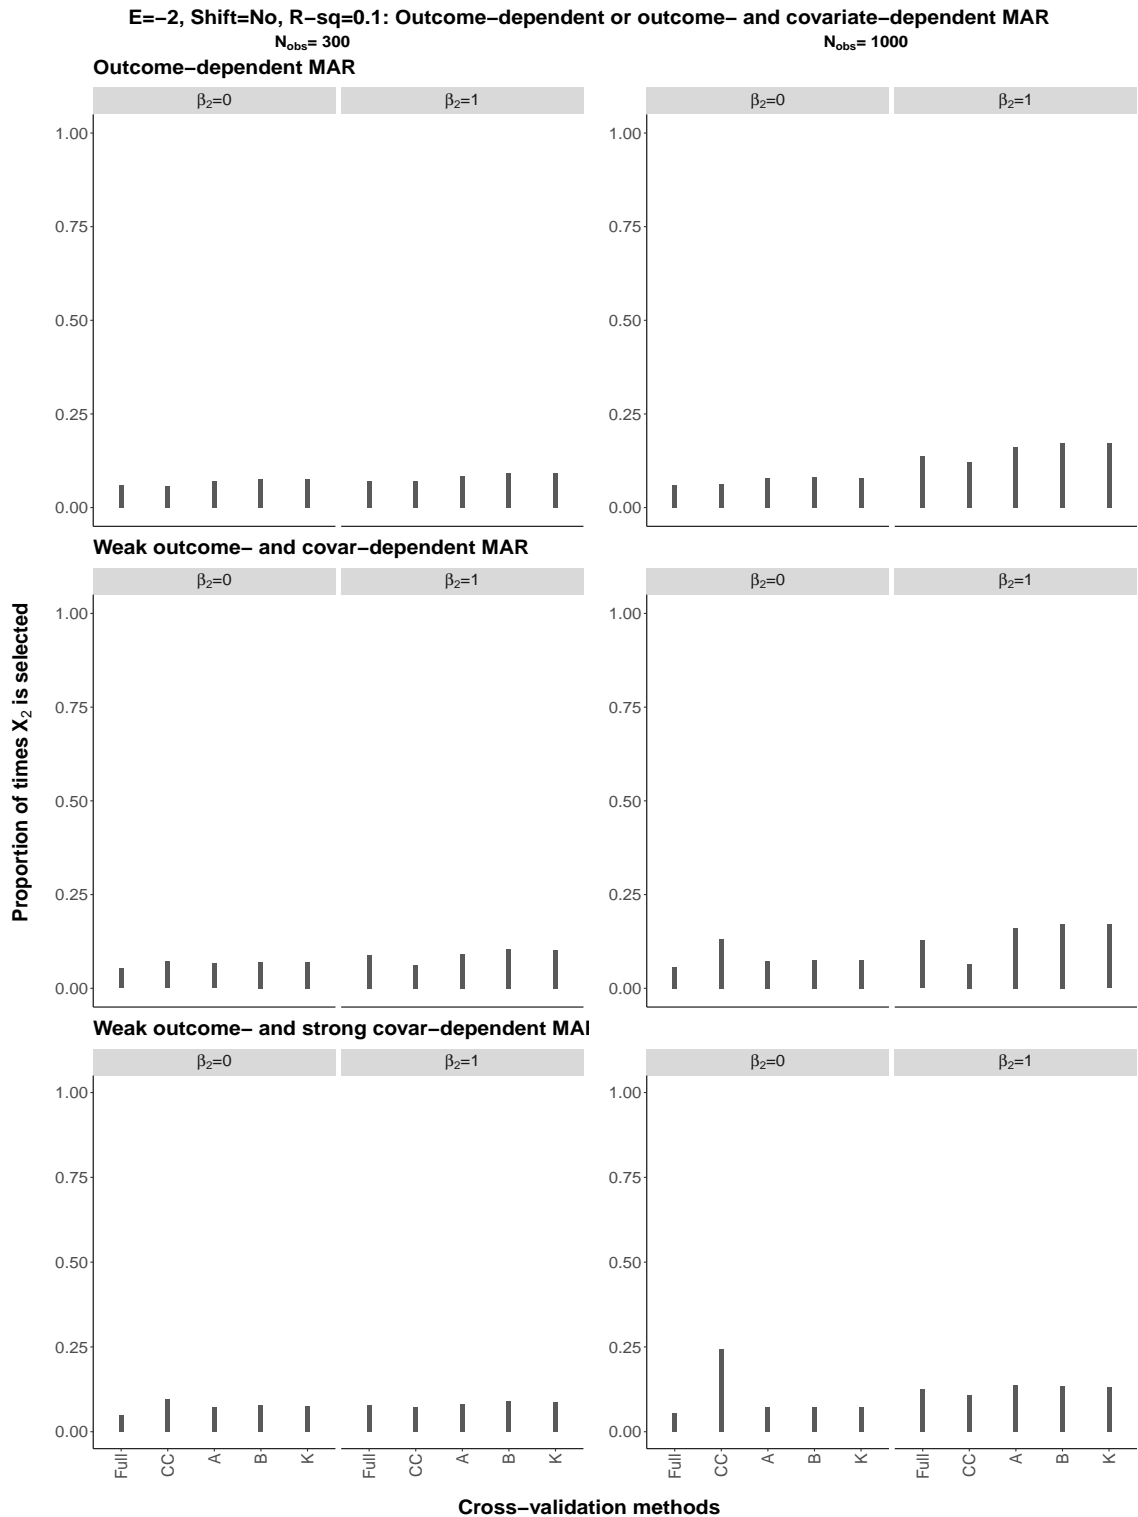 E=−2, Shift=No, R−sq=0.1: Outcome−dependent or outcome− and covariate−dependent MAR
Nobs= 300 Nobs= 1000
Outcome−dependent MAR
β2=0 β2=1 β2=0 β2=1
1.00 1.00
0.75 0.75
0.50 0.50
0.25 0.25
0.00 0.00
Weak outcome− and covar−dependent MAR
β2=0 β2=1 β2=0 β2=1
1.00 1.00
0.75 0.75
0.50 0.50
0.25 0.25
0.00 0.00
Proportion of times X2 is selected
Weak outcome− and strong covar−dependent MAI
β2=0 β2=1 β2=0 β2=1
1.00 1.00
0.75 0.75
0.50 0.50
0.25 0.25
0.00 0.00
Full CC A B K Full CC A B K Full CC A B K Full CC A B K
Cross−validation methods